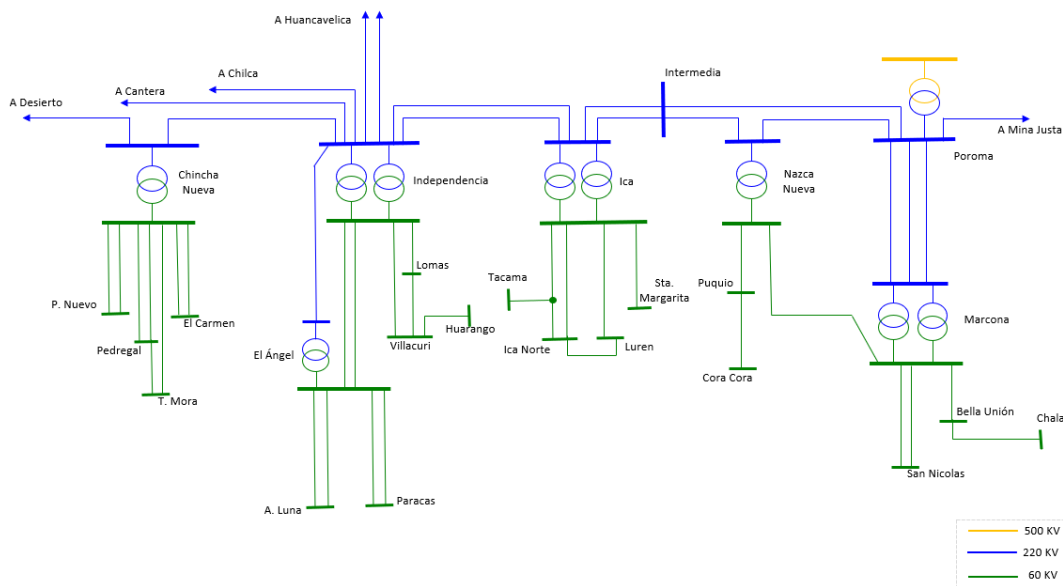 A Huancavelica
A Chilca
Intermedia
A Cantera
A Desierto
A Mina Justa
Poroma
Chincha
Nueva
Independencia
Ica
Nazca
Nueva
Lomas
Tacama
Sta.
Margarita
Puquio
P. Nuevo
El Carmen
Huarango
Marcona
Pedregal
El Ángel
Villacuri
Ica Norte
Luren
Cora Cora
T. Mora
Bella Unión
Chala
San Nicolas
A. Luna
Paracas
500 KV
220 KV
60 KV